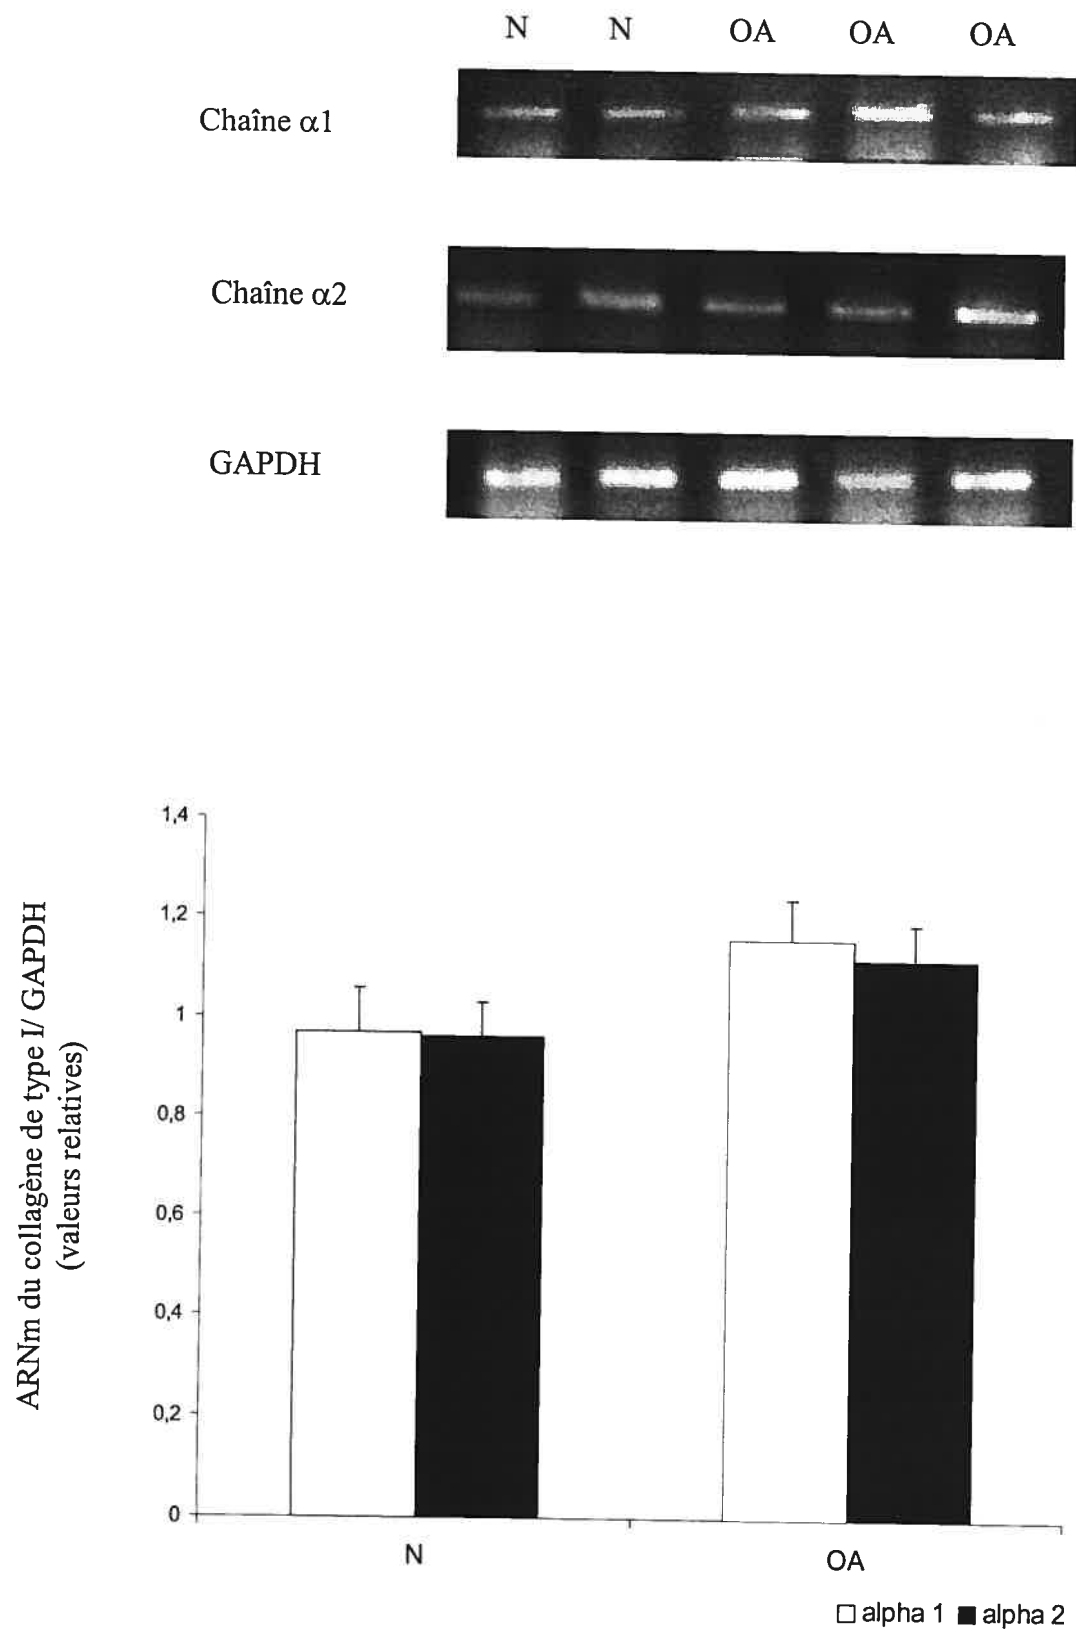 N N OA OA OA
Chaîne α1
Chaîne α2
GAPDH
ARNm du collagène de type I/ GAPDH
(valeurs relatives)
1,4
1,2
1
0,8
0,6
0,4
0,2
0
N OA
alpha 1 alpha 2